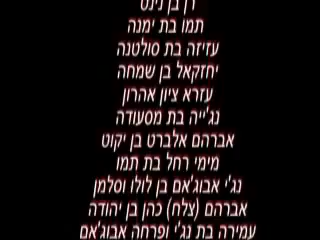 רן בן נינט
תמו בת ימנה
עזיזה בת סולטנה
יחזקאל בן שמחה
עזרא ציון אהרון
נג'ייה בת מסעודה
אברהם אלברט בן יקוט
מימי רחל בת תמו
נג'י אבוג'אם בן לולו וסלמן
אברהם (צלח) כהן בן יהודה
עמירה בת נג'י ופרחה אבוג'אם